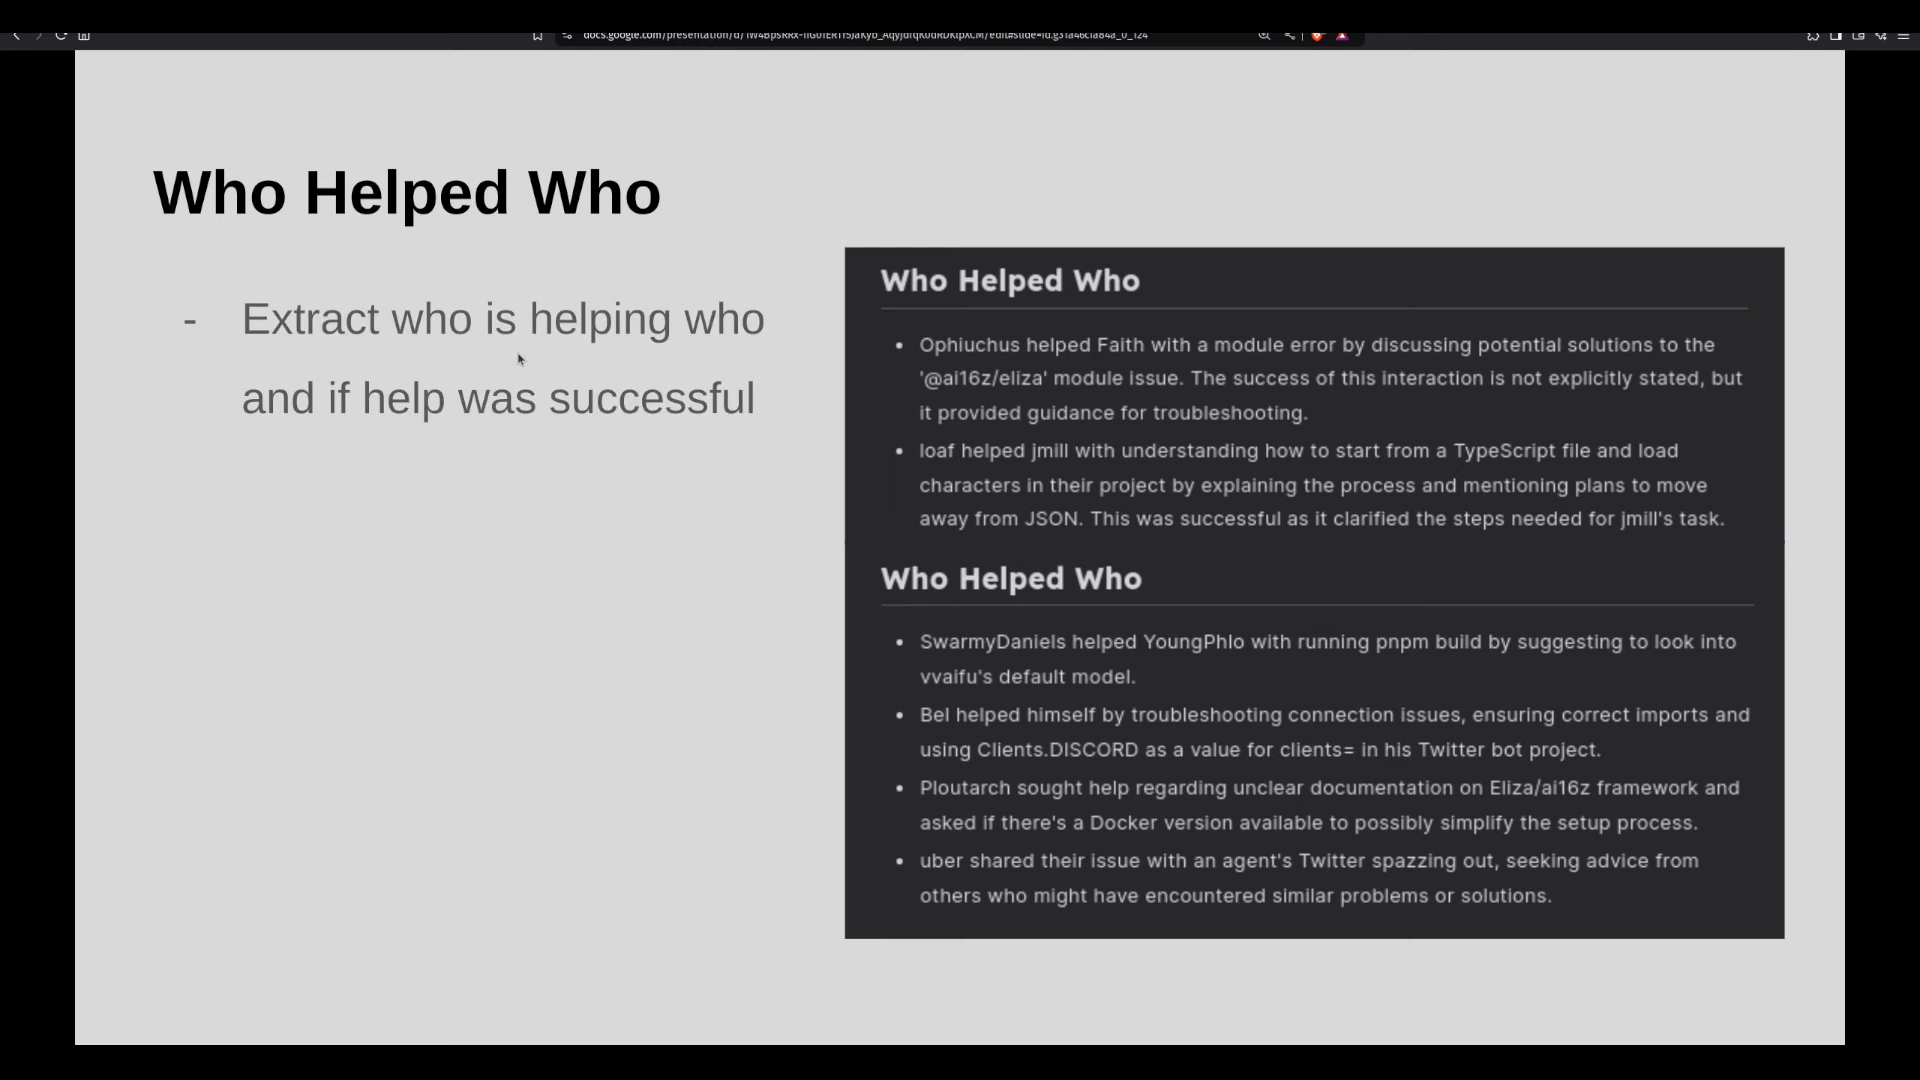 Who Helped Who
- Extract who is helping who
and if help was successful
Who Helped Who
• Ophiuchus helped Faith with a module error by discussing potential solutions to the
'@ai16z/eliza' module issue. The success of this interaction is not explicitly stated, but
it provided guidance for troubleshooting.
• loaf helped jmill with understanding how to start from a TypeScript file and load
characters in their project by explaining the process and mentioning plans to move
away from JSON. This was successful as it clarified the steps needed for jmill's task.
Who Helped Who
• SwarmyDaniels helped YoungPhlo with running pnpm build by suggesting to look into
vvaifu's default model.
• Bel helped himself by troubleshooting connection issues, ensuring correct imports and
using Clients.DISCORD as a value for clients= in his Twitter bot project.
• Ploutarch sought help regarding unclear documentation on Eliza/ai16z framework and
asked if there's a Docker version available to possibly simplify the setup process.
• uber shared their issue with an agent's Twitter spazzing out, seeking advice from
others who might have encountered similar problems or solutions.